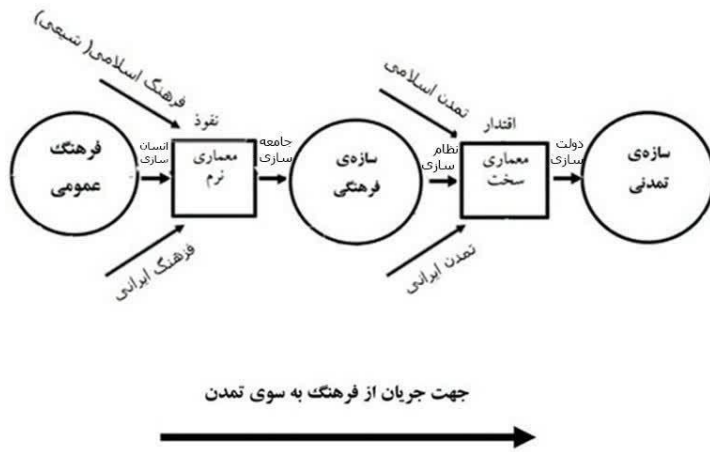 فرهنگ اسلامی(شیعی)
نفوذ
فرهنگ
عمومی
انسان
سازی
معماری
نرم
جامعه
سازی
فرهنگ ایرانی
سازه‌ی
فرهنگی
تمدن اسلامی
اقتدار
نظام
سازی
معماری
سخت
دولت
سازی
تمدن ایرانی
سازه‌ی
تمدنی
جهت جریان از فرهنگ به سوی تمدن